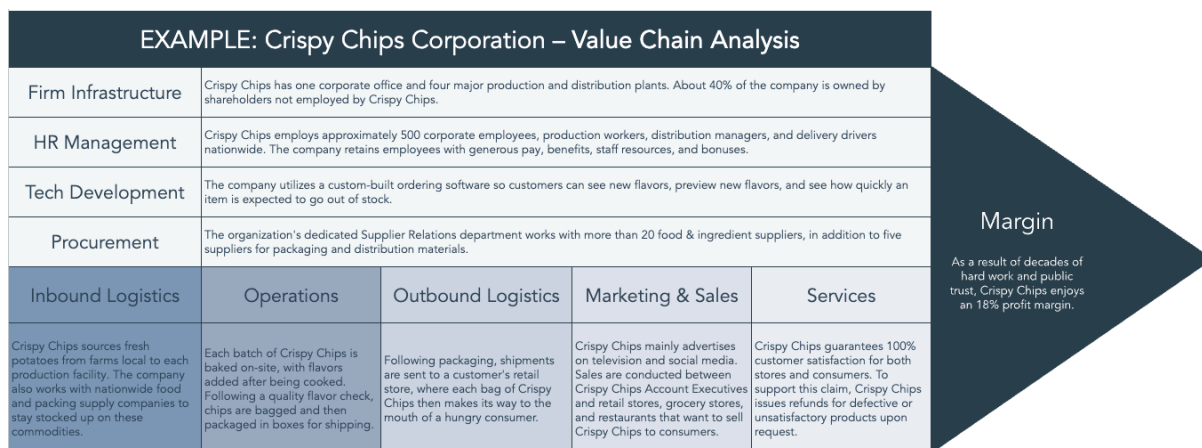 EXAMPLE: Crispy Chips Corporation – Value Chain Analysis
Firm Infrastructure
Crispy Chips has one corporate office and four major production and distribution plants. About 40% of the company is owned by
shareholders not employed by Crispy Chips.
HR Management
Crispy Chips employs approximately 500 corporate employees, production workers, distribution managers, and delivery drivers
nationwide. The company retains employees with generous pay, benefits, staff resources, and bonuses.
Tech Development
The company utilizes a custom-built ordering software so customers can see new flavors, preview new flavors, and see how quickly an
item is expected to go out of stock.
Procurement
The organization's dedicated Supplier Relations department works with more than 20 food & ingredient suppliers, in addition to five
suppliers for packaging and distribution materials.
Inbound Logistics
Crispy Chips sources fresh
potatoes from farms local to each
production facility. The company
also works with nationwide food
and packing supply companies to
stay stocked up on these
commodities.
Operations
Each batch of Crispy Chips is
baked on-site, with flavors
added after being cooked.
Following a quality flavor check,
chips are bagged and then
packaged in boxes for shipping.
Outbound Logistics
Following packaging, shipments
are sent to a customer's retail
store, where each bag of Crispy
Chips then makes its way to the
mouth of a hungry consumer.
Marketing & Sales
Crispy Chips mainly advertises
on television and social media.
Sales are conducted between
Crispy Chips Account Executives
and retail stores, grocery stores,
and restaurants that want to sell
Crispy Chips to consumers.
Services
Crispy Chips guarantees 100%
customer satisfaction for both
stores and consumers. To
support this claim, Crispy Chips
issues refunds for defective or
unsatisfactory products upon
request.
Margin
As a result of decades of
hard work and public
trust, Crispy Chips enjoys
an 18% profit margin.